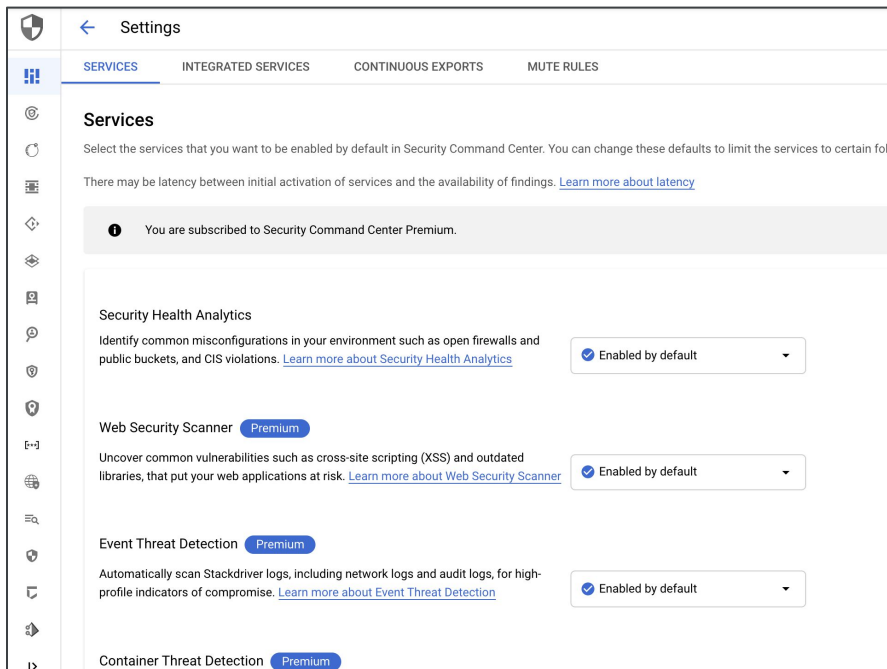 Settings
SERVICES INTEGRATED SERVICES CONTINUOUS EXPORTS MUTE RULES
Services
Select the services that you want to be enabled by default in Security Command Center. You can change these defaults to limit the services to certain fol
There may be latency between initial activation of services and the availability of findings. Learn more about latency
You are subscribed to Security Command Center Premium.
Security Health Analytics
Identify common misconfigurations in your environment such as open firewalls and
public buckets, and CIS violations. Learn more about Security Health Analytics
Enabled by default
Web Security Scanner Premium
Uncover common vulnerabilities such as cross-site scripting (XSS) and outdated
libraries, that put your web applications at risk. Learn more about Web Security Scanner
Enabled by default
Event Threat Detection Premium
Automatically scan Stackdriver logs, including network logs and audit logs, for high-
profile indicators of compromise. Learn more about Event Threat Detection
Enabled by default
Container Threat Detection Premium